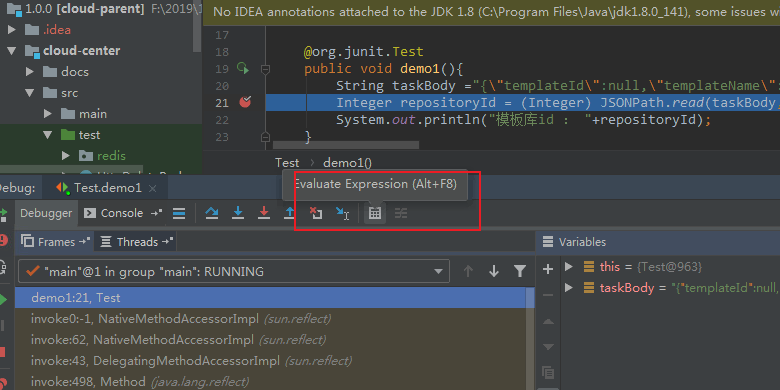 1.0.0 [cloud-parent] F:\2019\1
.idea
cloud-center
docs
src
main
test
redis
No IDEA annotations attached to the JDK 1.8 (C:\Program Files\Java\jdk1.8.0_141), some issues w
17
18 @org.junit.Test
19 public void demo1(){
20 String taskBody ="{\"templateId\":null,\"templateName\":
21 Integer repositoryId = (Integer) JSONPath.read(taskBody,
22 System.out.println("模板库id : "+repositoryId);
23 }
Test › demo1()
Evaluate Expression (Alt+F8)
Debug: Test.demo1 ×
Debugger Console
Frames Threads
"main"@1 in group "main": RUNNING
demo1:21, Test
invoke0:-1, NativeMethodAccessorImpl (sun.reflect)
invoke:62, NativeMethodAccessorImpl (sun.reflect)
invoke:43, DelegatingMethodAccessorImpl (sun.reflect)
invoke:498, Method (java.lang.reflect)
Variables
this = {Test@963}
taskBody = "{"templateId":null,